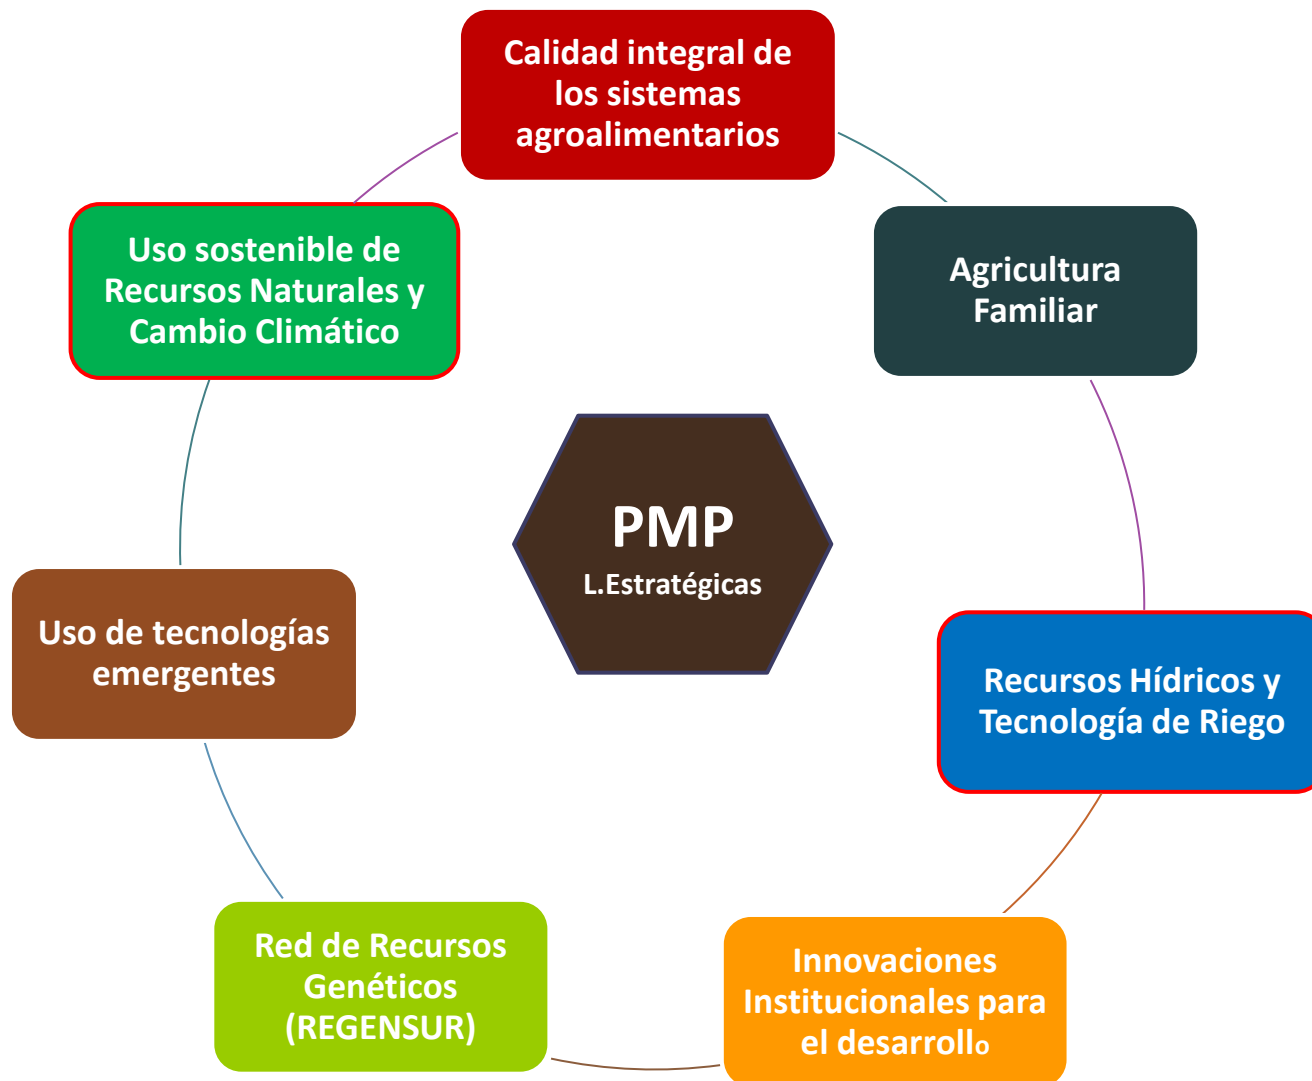 Calidad integral de
los sistemas
agroalimentarios
Uso sostenible de
Recursos Naturales y
Cambio Climático
Agricultura
Familiar
PMP
L.Estratégicas
Uso de tecnologías
emergentes
Recursos Hídricos y
Tecnología de Riego
Red de Recursos
Genéticos
(REGENSUR)
Innovaciones
Institucionales para
el desarrollo